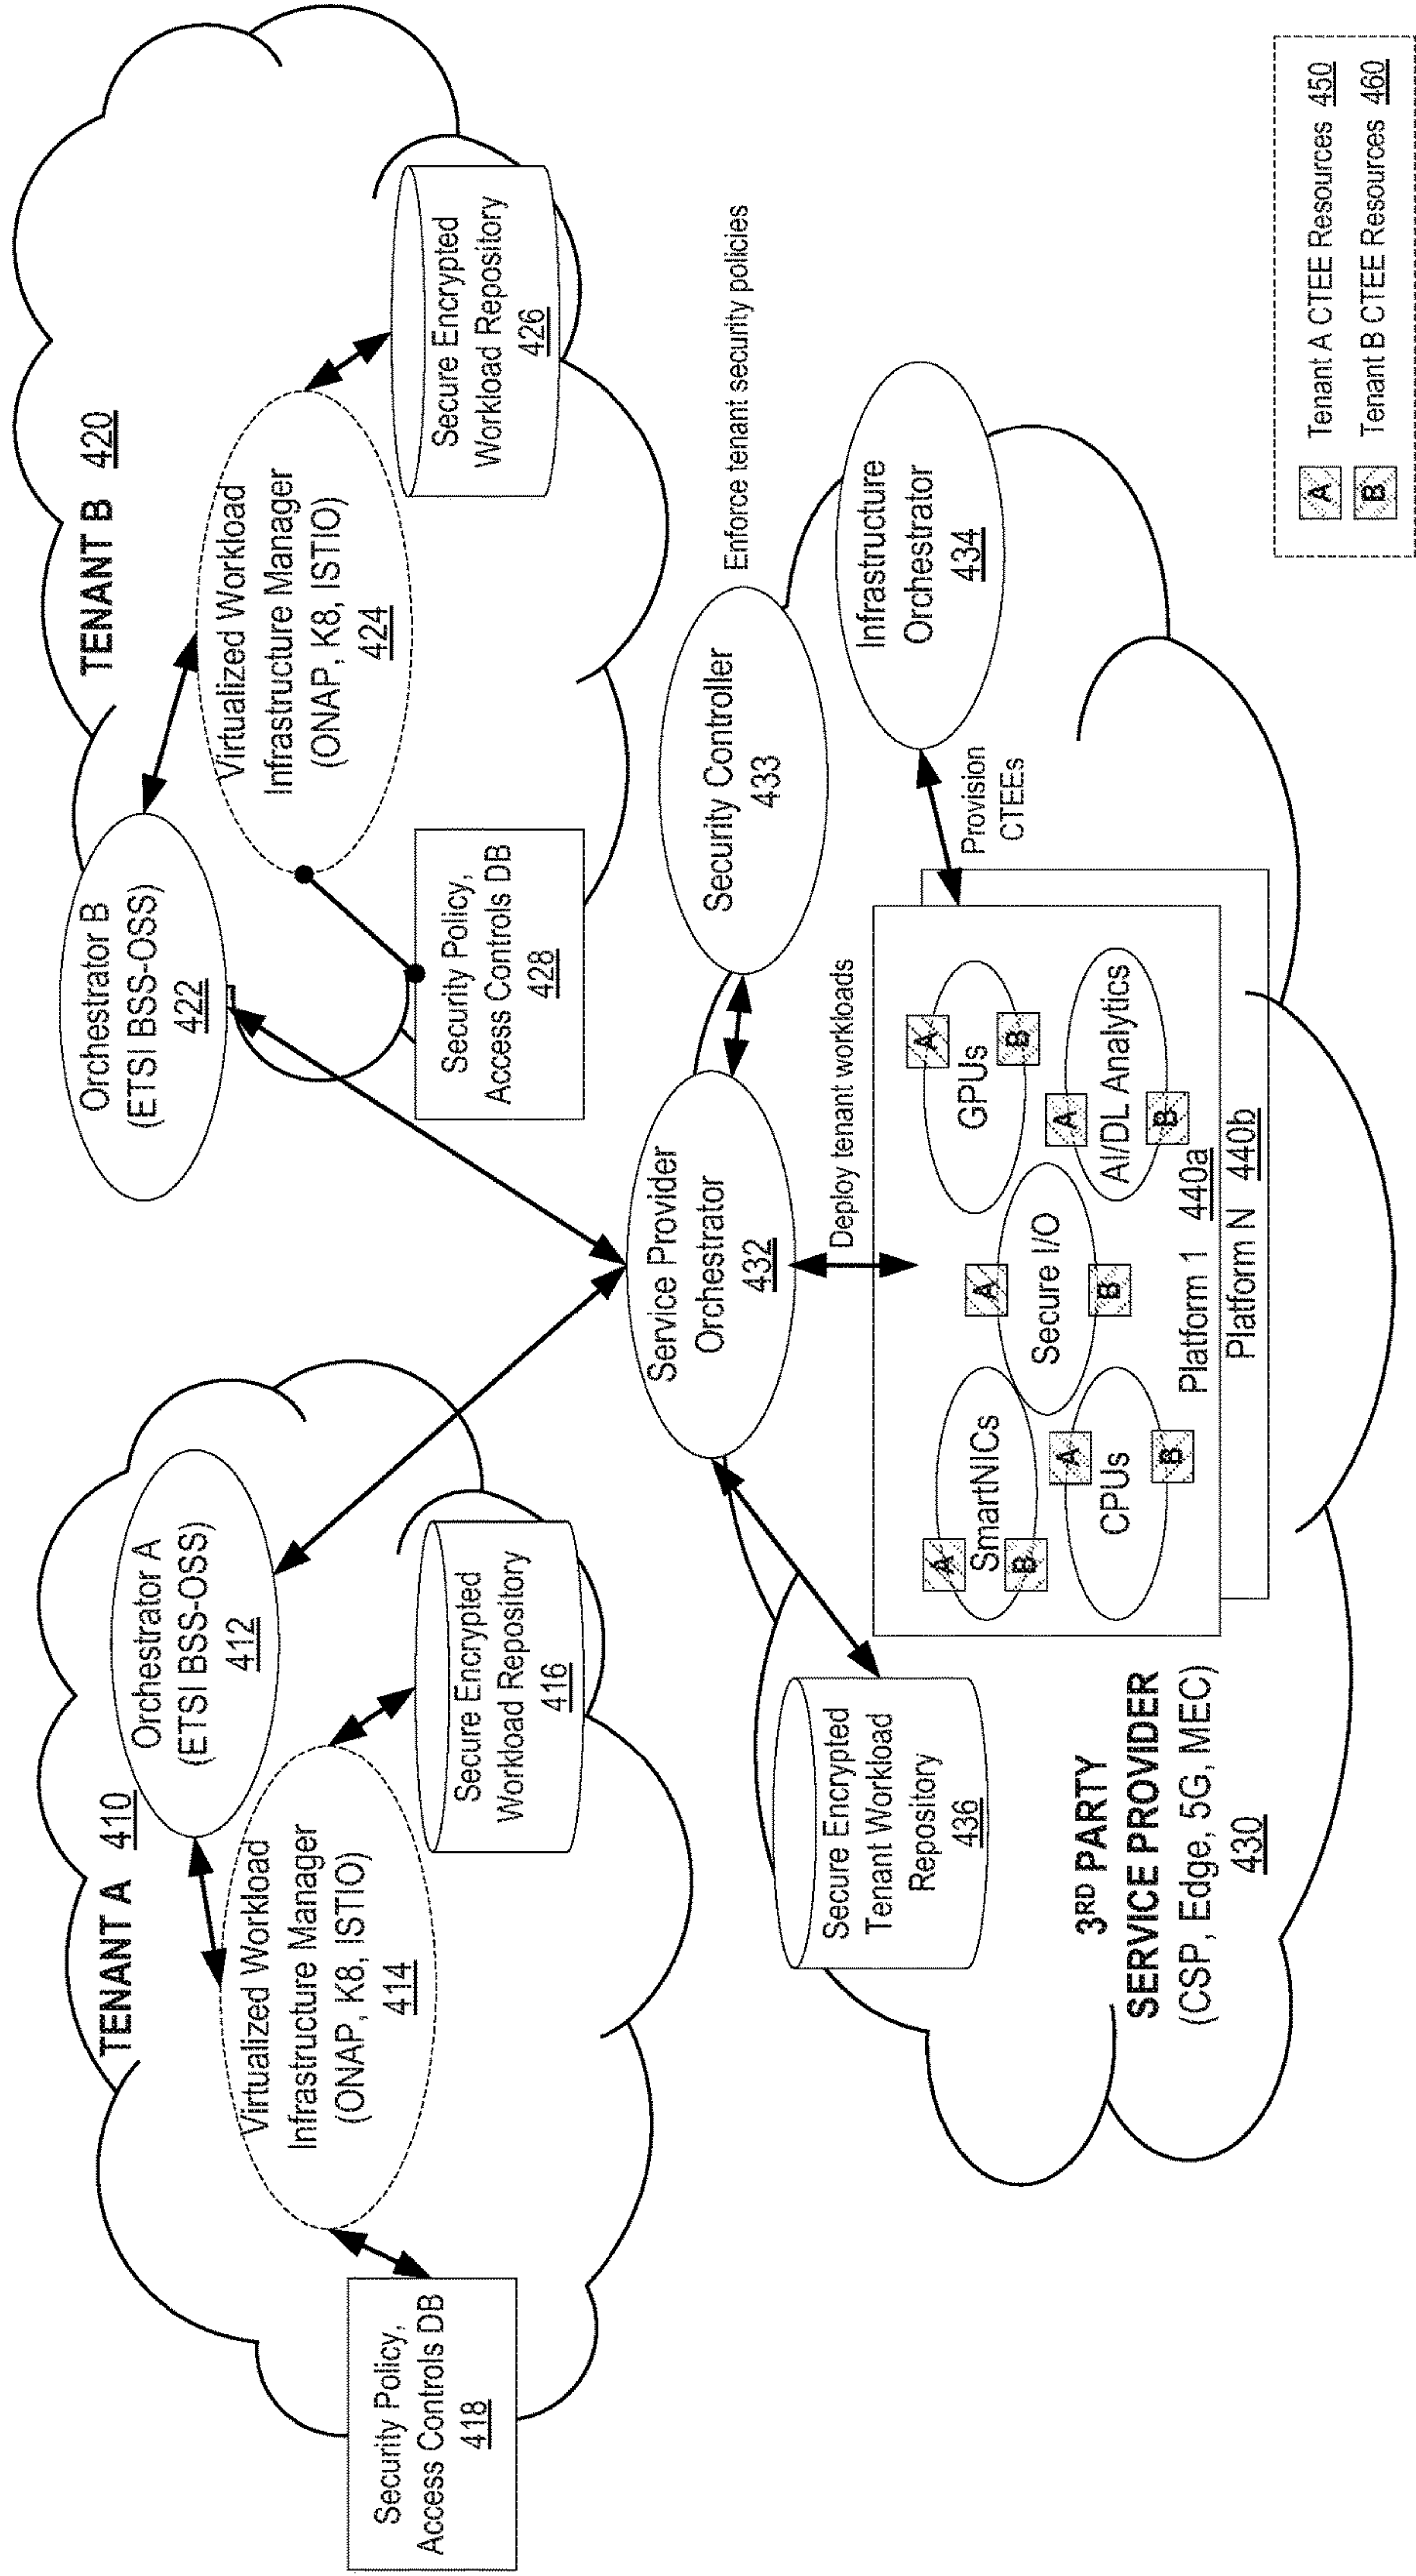 TENANT A 410
Orchestrator A
(ETSI BSS-OSS)
412
Virtualized Workload
Infrastructure Manager
(ONAP, K8, ISTIO)
414
Secure Encrypted
Workload Repository
416
Security Policy,
Access Controls DB
418
TENANT B 420
Orchestrator B
(ETSI BSS-OSS)
422
Virtualized Workload
Infrastructure Manager
(ONAP, K8, ISTIO)
424
Secure Encrypted
Workload Repository
426
Security Policy,
Access Controls DB
428
Service Provider
Orchestrator
432
Security Controller
433
Enforce tenant security policies
Infrastructure
Orchestrator
434
Provision
CTEEs
Deploy tenant workloads
Secure Encrypted
Tenant Workload
Repository
436
3RD PARTY
SERVICE PROVIDER
(CSP, Edge, 5G, MEC)
430
A
SmartNICs
B
A
CPUs
B
A
Secure I/O
B
A
GPUs
B
A
AI/DL Analytics
B
Platform 1 440a
Platform N 440b
A Tenant A CTEE Resources 450
B Tenant B CTEE Resources 460